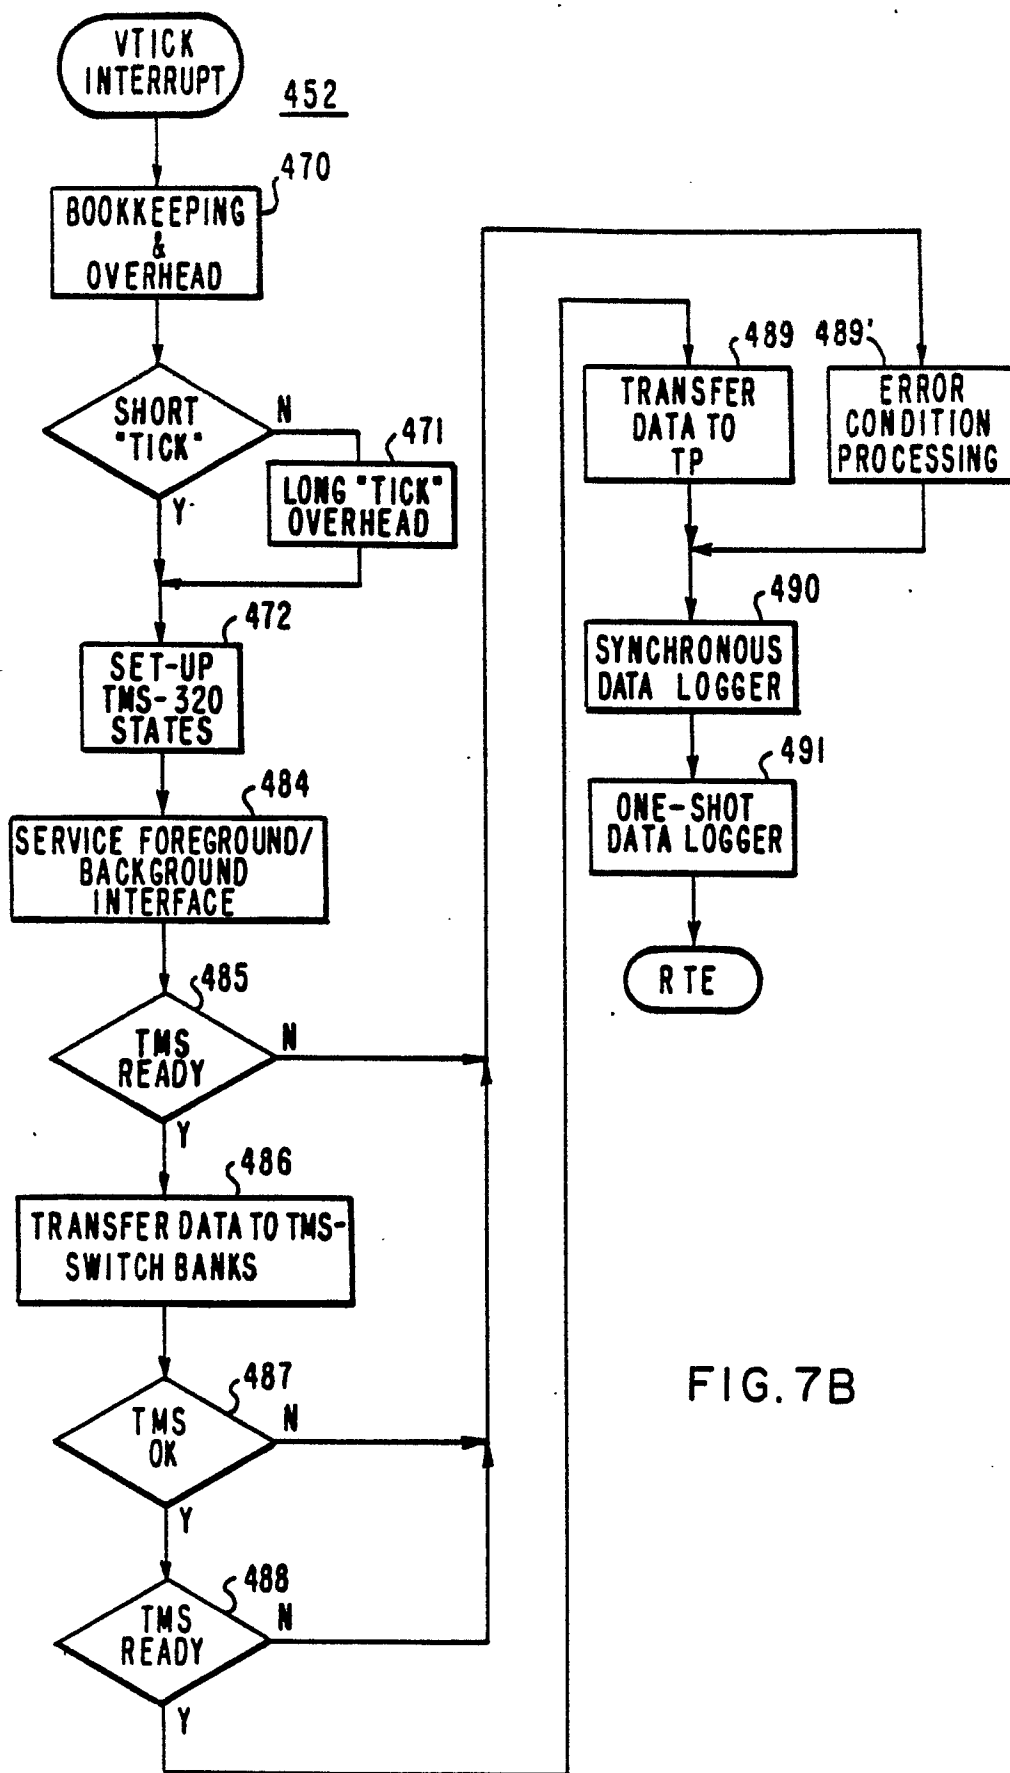 VTICK
INTERRUPT
452
470
BOOKKEEPING
&
OVERHEAD
SHORT
"TICK"
N
Y
471
LONG "TICK"
OVERHEAD
472
SET-UP
TMS-320
STATES
484
SERVICE FOREGROUND/
BACKGROUND
INTERFACE
485
TMS
READY
N
Y
486
TRANSFER DATA TO TMS-
SWITCH BANKS
487
TMS
OK
N
Y
488
TMS
READY
N
Y
489
TRANSFER
DATA TO
TP
489'
ERROR
CONDITION
PROCESSING
490
SYNCHRONOUS
DATA LOGGER
491
ONE-SHOT
DATA LOGGER
RTE
FIG. 7B